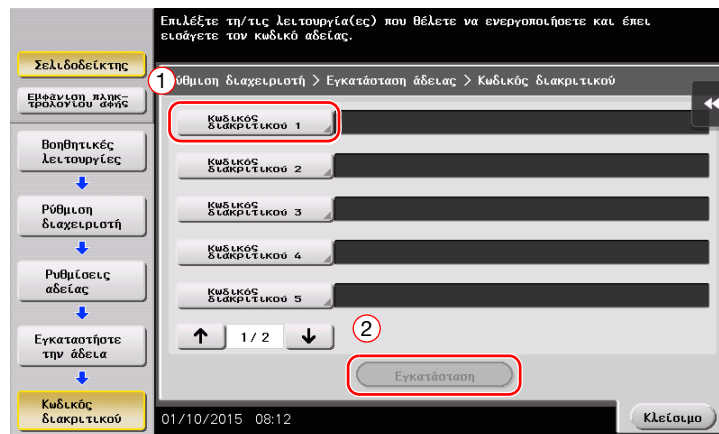 Επιλέξτε τη/τις λειτουργία(ες) που θέλετε να ενεργοποιήσετε και έπει
εισάγετε τον κωδικό αδείας.
Σελιδοδείκτης
Εμφάνιση πληκ-
τρολογίου αφής
Βοηθητικές
λειτουργίες
Ρύθμιση
διαχειριστή
Ρυθμίσεις
αδείας
Εγκαταστήστε
την άδεια
Κωδικός
διακριτικού
1
ύθμιση διαχειριστή > Εγκατάσταση άδειας > Κωδικός διακριτικού
Κωδικός
διακριτικού 1
Κωδικός
διακριτικού 2
Κωδικός
διακριτικού 3
Κωδικός
διακριτικού 4
Κωδικός
διακριτικού 5
1/ 2
2
Εγκατάσταση
01/10/2015 08:12
Κλείσιμο